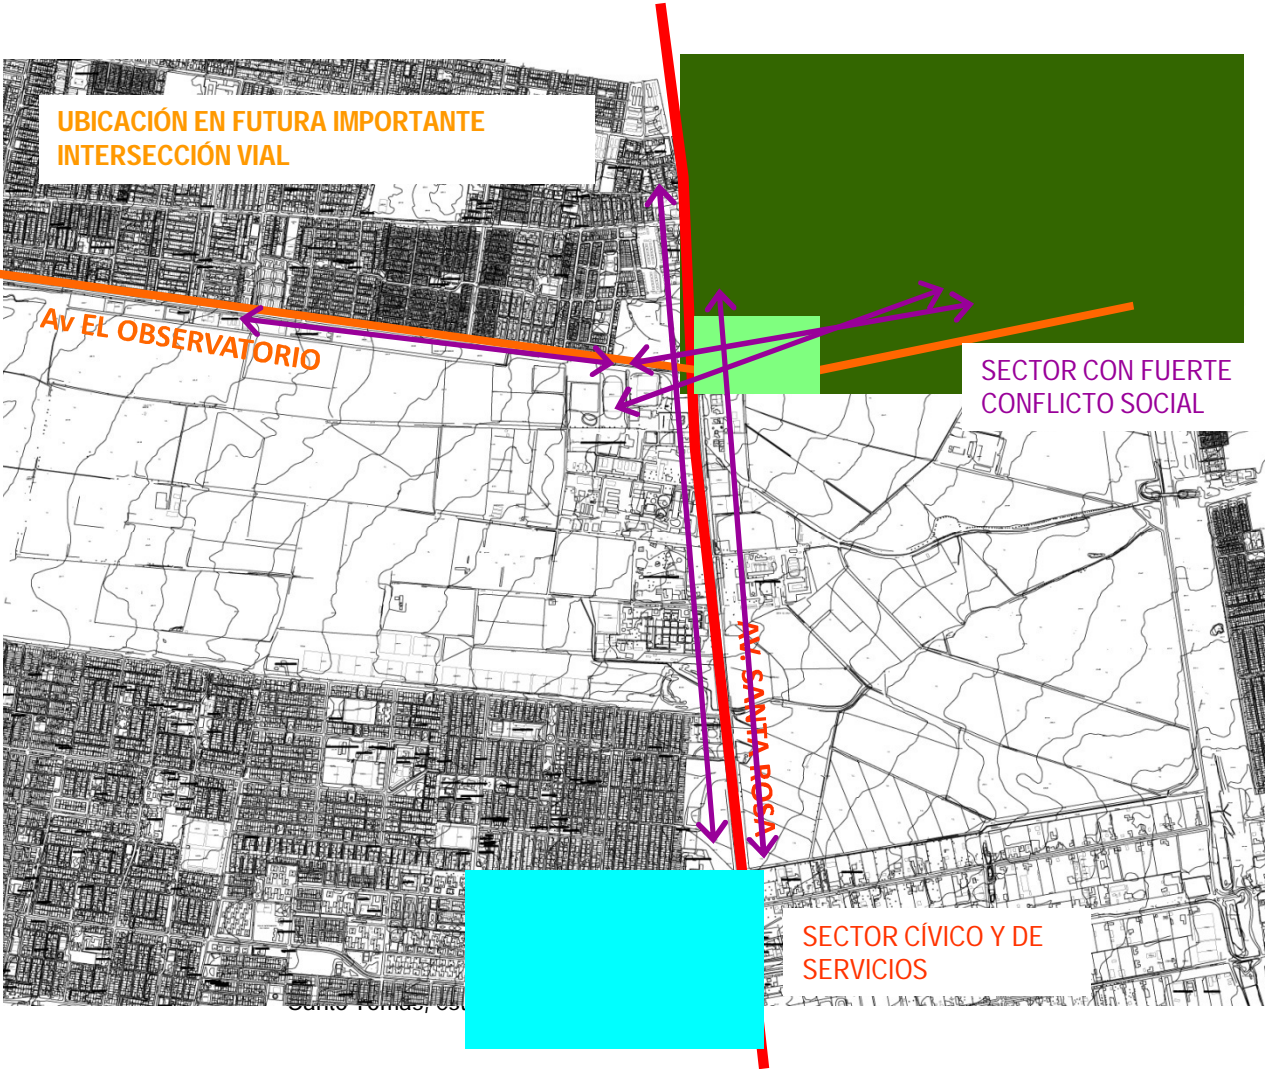 UBICACIÓN EN FUTURA IMPORTANTE
INTERSECCIÓN VIAL
Av EL OBSERVATORIO
SECTOR CON FUERTE
CONFLICTO SOCIAL
AV. SANTA ROSA
SECTOR CÍVICO Y DE
SERVICIOS